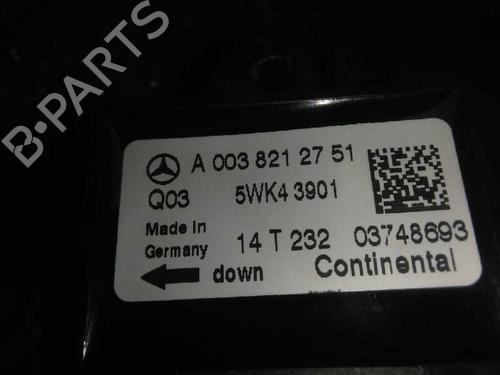 B-PARTS
A 003 821 27 51
Q03 5WK4 3901
Made in
Germany
14 T 232 03748693
down Continental